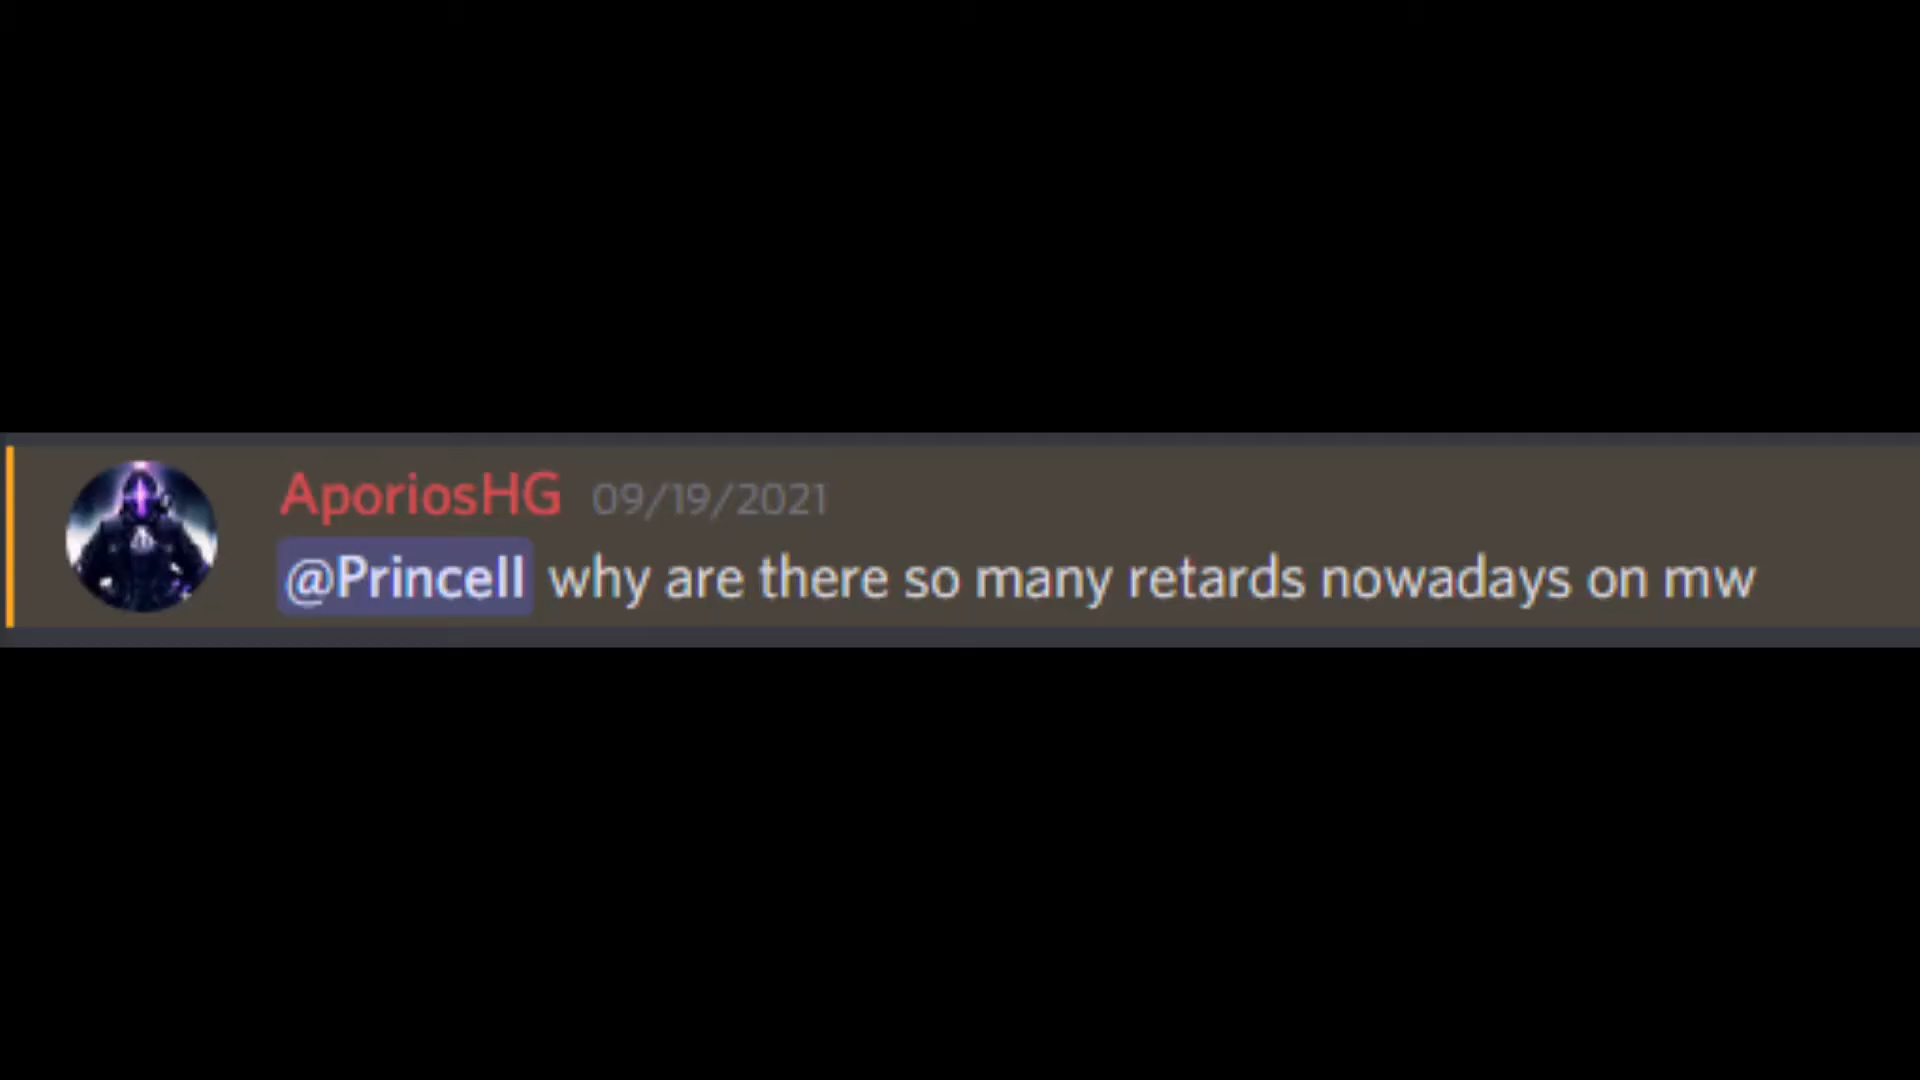 AporiosHG 09/19/2021
@Princell why are there so many retards nowadays on mw